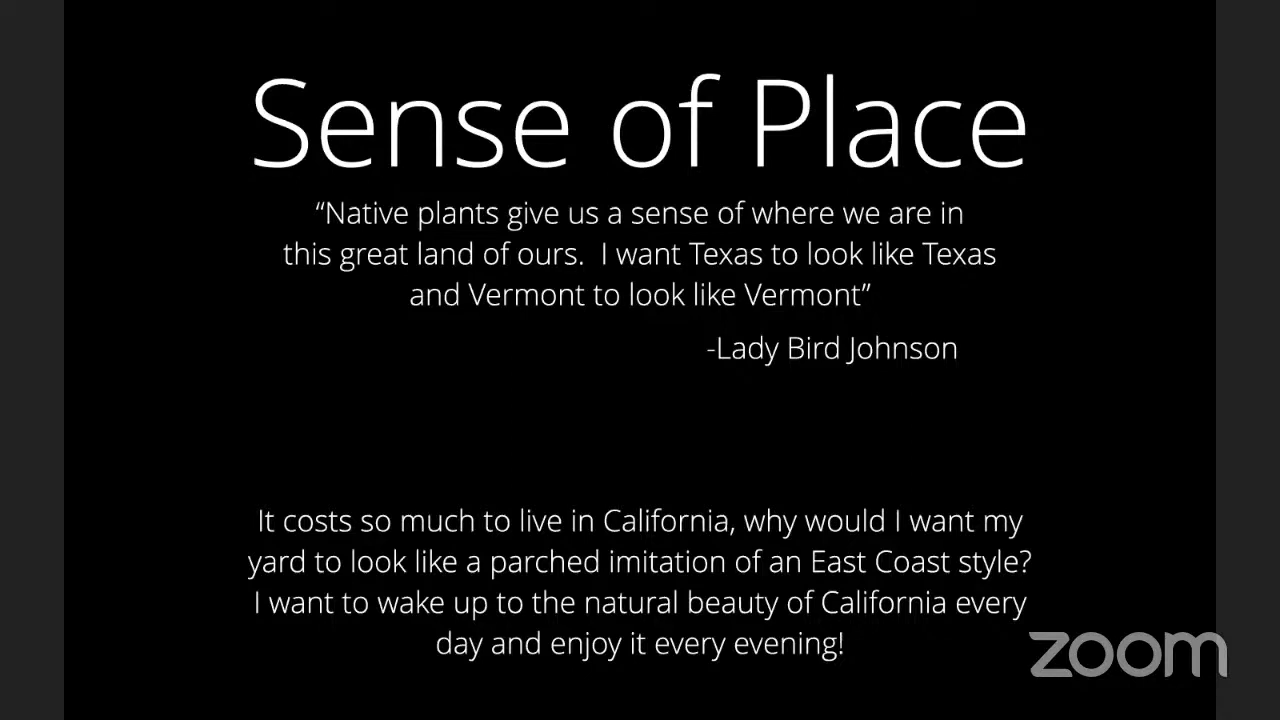 Sense of Place
“Native plants give us a sense of where we are in
this great land of ours.  I want Texas to look like Texas
and Vermont to look like Vermont”
-Lady Bird Johnson
It costs so much to live in California, why would I want my
yard to look like a parched imitation of an East Coast style?
I want to wake up to the natural beauty of California every
day and enjoy it every evening!
zoom